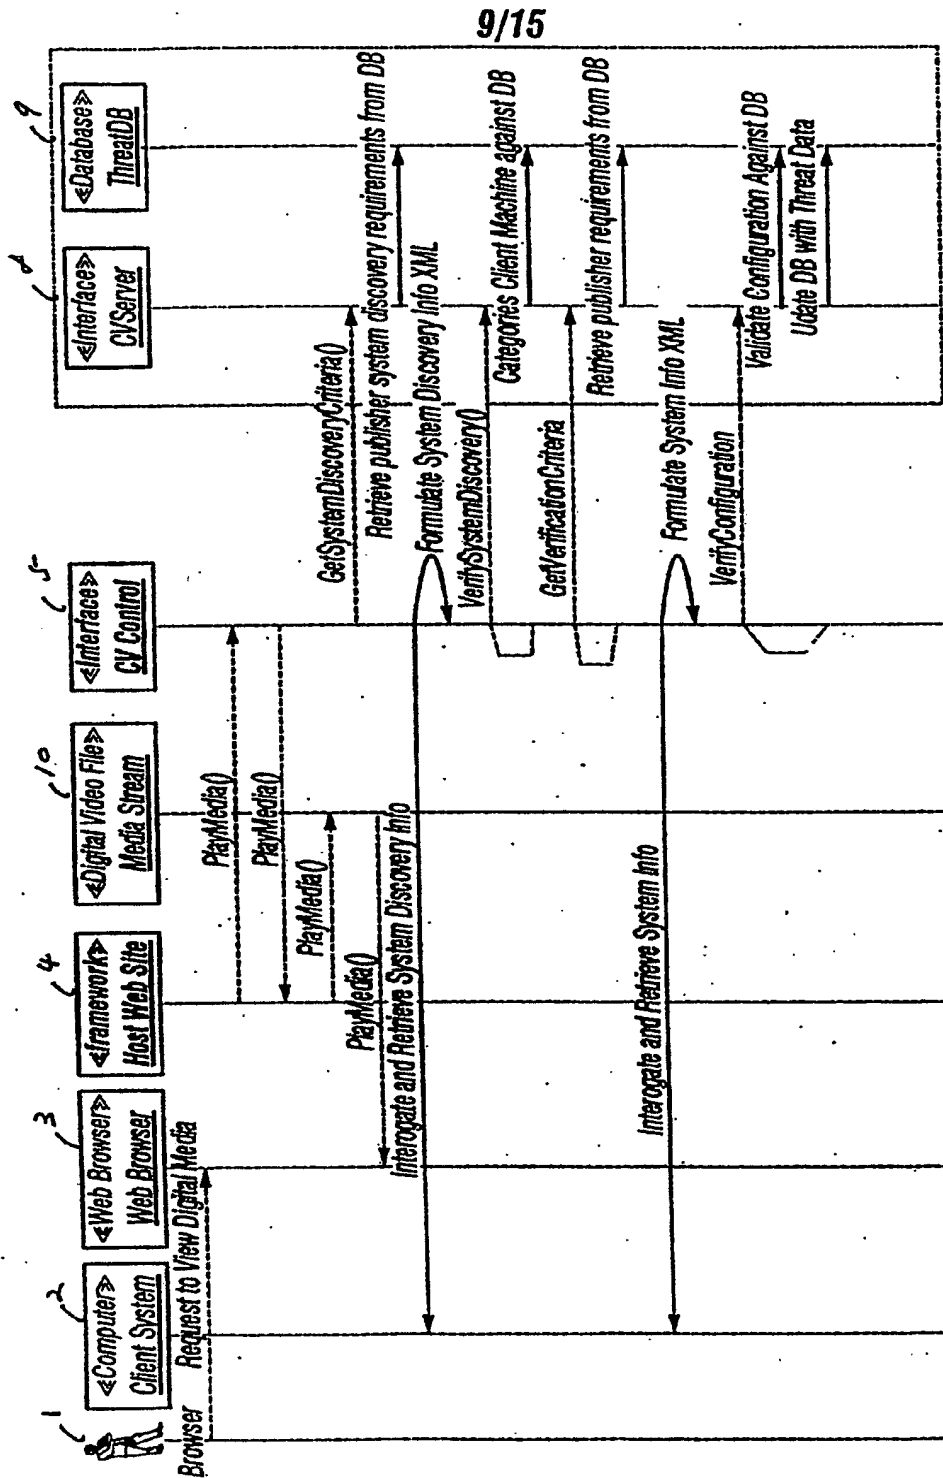 9/15
1
Browser
2
«Computer»
Client System
3
«Web Browser»
Web Browser
4
«framework»
Host Web Site
10
«Digital Video File»
Media Stream
5
«Interface»
CV Control
8
«Interface»
CVServer
9
«Database»
ThreatDB
Request to View Digital Media
PlayMedia()
PlayMedia()
PlayMedia()
PlayMedia()
GetSystemDiscoveryCriteria()
Retrieve publisher system discovery requirements from DB
Interogate and Retrieve System Discovery Info
Formulate System Discovery Info XML
VerifySystemDiscovery()
Categories Client Machine against DB
GetVerificationCriteria
Retrieve publisher requirements from DB
Interogate and Retrieve System Info
Formulate System Info XML
VerifyConfiguration
Validate Configuration Against DB
Udate DB with Threat Data